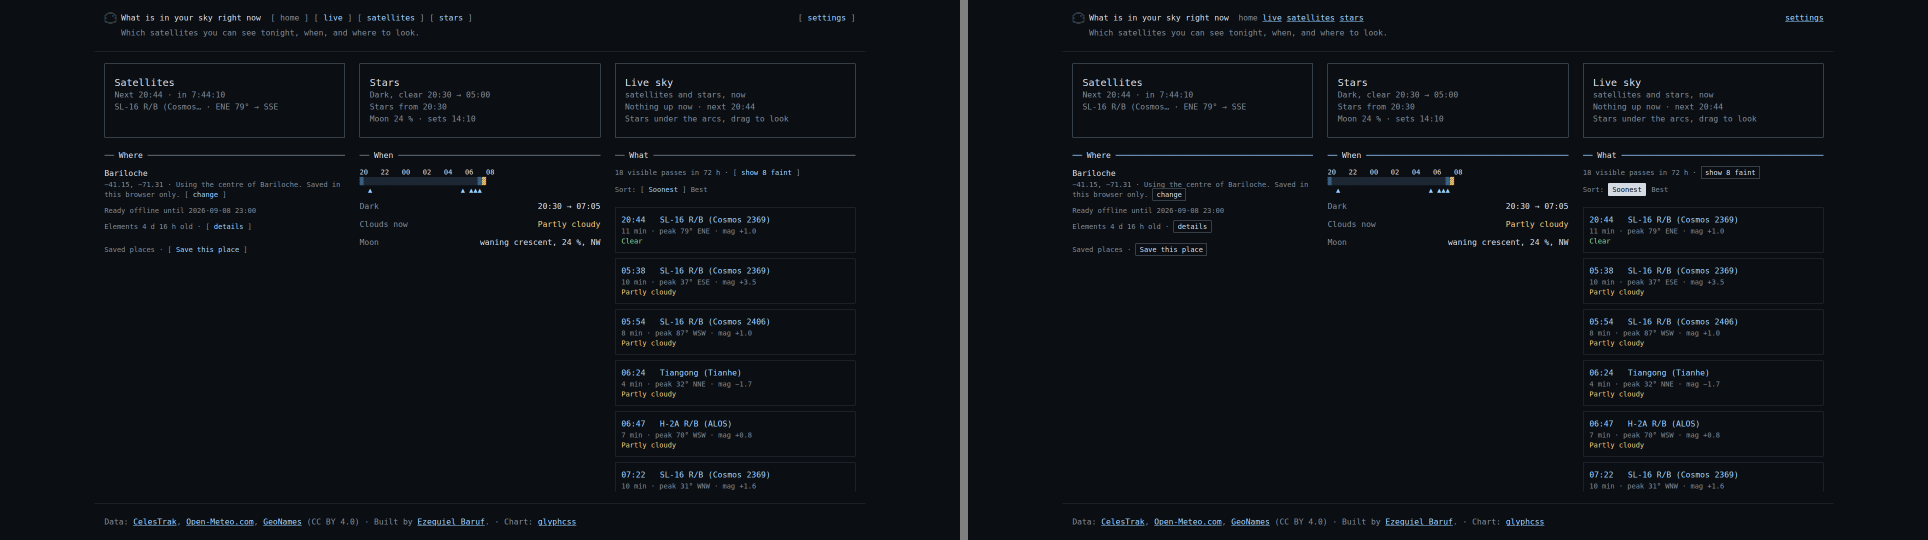 What is in your sky right now [ home ] [ live ] [ satellites ] [ stars ] [ settings ]
Which satellites you can see tonight, when, and where to look.
Satellites
Next 20:44 · in 7:44:10
SL-16 R/B (Cosmos… · ENE 79° → SSE
Stars
Dark, clear 20:30 → 05:00
Stars from 20:30
Moon 24 % · sets 14:10
Live sky
satellites and stars, now
Nothing up now · next 20:44
Stars under the arcs, drag to look
Where
Bariloche
−41.15, −71.31 · Using the centre of Bariloche. Saved in
this browser only. [ change ]
Ready offline until 2026-09-08 23:00
Elements 4 d 16 h old · [ details ]
Saved places · [ Save this place ]
When
20 22 00 02 04 06 08
Dark 20:30 → 07:05
Clouds now Partly cloudy
Moon waning crescent, 24 %, NW
What
18 visible passes in 72 h · [ show 8 faint ]
Sort: [ Soonest ] Best
20:44 SL-16 R/B (Cosmos 2369)
11 min · peak 79° ENE · mag +1.0
Clear
05:38 SL-16 R/B (Cosmos 2369)
10 min · peak 37° ESE · mag +3.5
Partly cloudy
05:54 SL-16 R/B (Cosmos 2406)
8 min · peak 87° WSW · mag +1.0
Partly cloudy
06:24 Tiangong (Tianhe)
4 min · peak 32° NNE · mag −1.7
Partly cloudy
06:47 H-2A R/B (ALOS)
7 min · peak 70° WSW · mag +0.8
Partly cloudy
07:22 SL-16 R/B (Cosmos 2369)
10 min · peak 31° WNW · mag +1.6
Data: CelesTrak, Open-Meteo.com, GeoNames (CC BY 4.0) · Built by Ezequiel Baruf. · Chart: glyphcss
What is in your sky right now home live satellites stars settings
Which satellites you can see tonight, when, and where to look.
Satellites
Next 20:44 · in 7:44:10
SL-16 R/B (Cosmos… · ENE 79° → SSE
Stars
Dark, clear 20:30 → 05:00
Stars from 20:30
Moon 24 % · sets 14:10
Live sky
satellites and stars, now
Nothing up now · next 20:44
Stars under the arcs, drag to look
Where
Bariloche
−41.15, −71.31 · Using the centre of Bariloche. Saved in
this browser only. change
Ready offline until 2026-09-08 23:00
Elements 4 d 16 h old · details
Saved places · Save this place
When
20 22 00 02 04 06 08
Dark 20:30 → 07:05
Clouds now Partly cloudy
Moon waning crescent, 24 %, NW
What
18 visible passes in 72 h · show 8 faint
Sort: Soonest Best
20:44 SL-16 R/B (Cosmos 2369)
11 min · peak 79° ENE · mag +1.0
Clear
05:38 SL-16 R/B (Cosmos 2369)
10 min · peak 37° ESE · mag +3.5
Partly cloudy
05:54 SL-16 R/B (Cosmos 2406)
8 min · peak 87° WSW · mag +1.0
Partly cloudy
06:24 Tiangong (Tianhe)
4 min · peak 32° NNE · mag −1.7
Partly cloudy
06:47 H-2A R/B (ALOS)
7 min · peak 70° WSW · mag +0.8
Partly cloudy
07:22 SL-16 R/B (Cosmos 2369)
10 min · peak 31° WNW · mag +1.6
Data: CelesTrak, Open-Meteo.com, GeoNames (CC BY 4.0) · Built by Ezequiel Baruf. · Chart: glyphcss